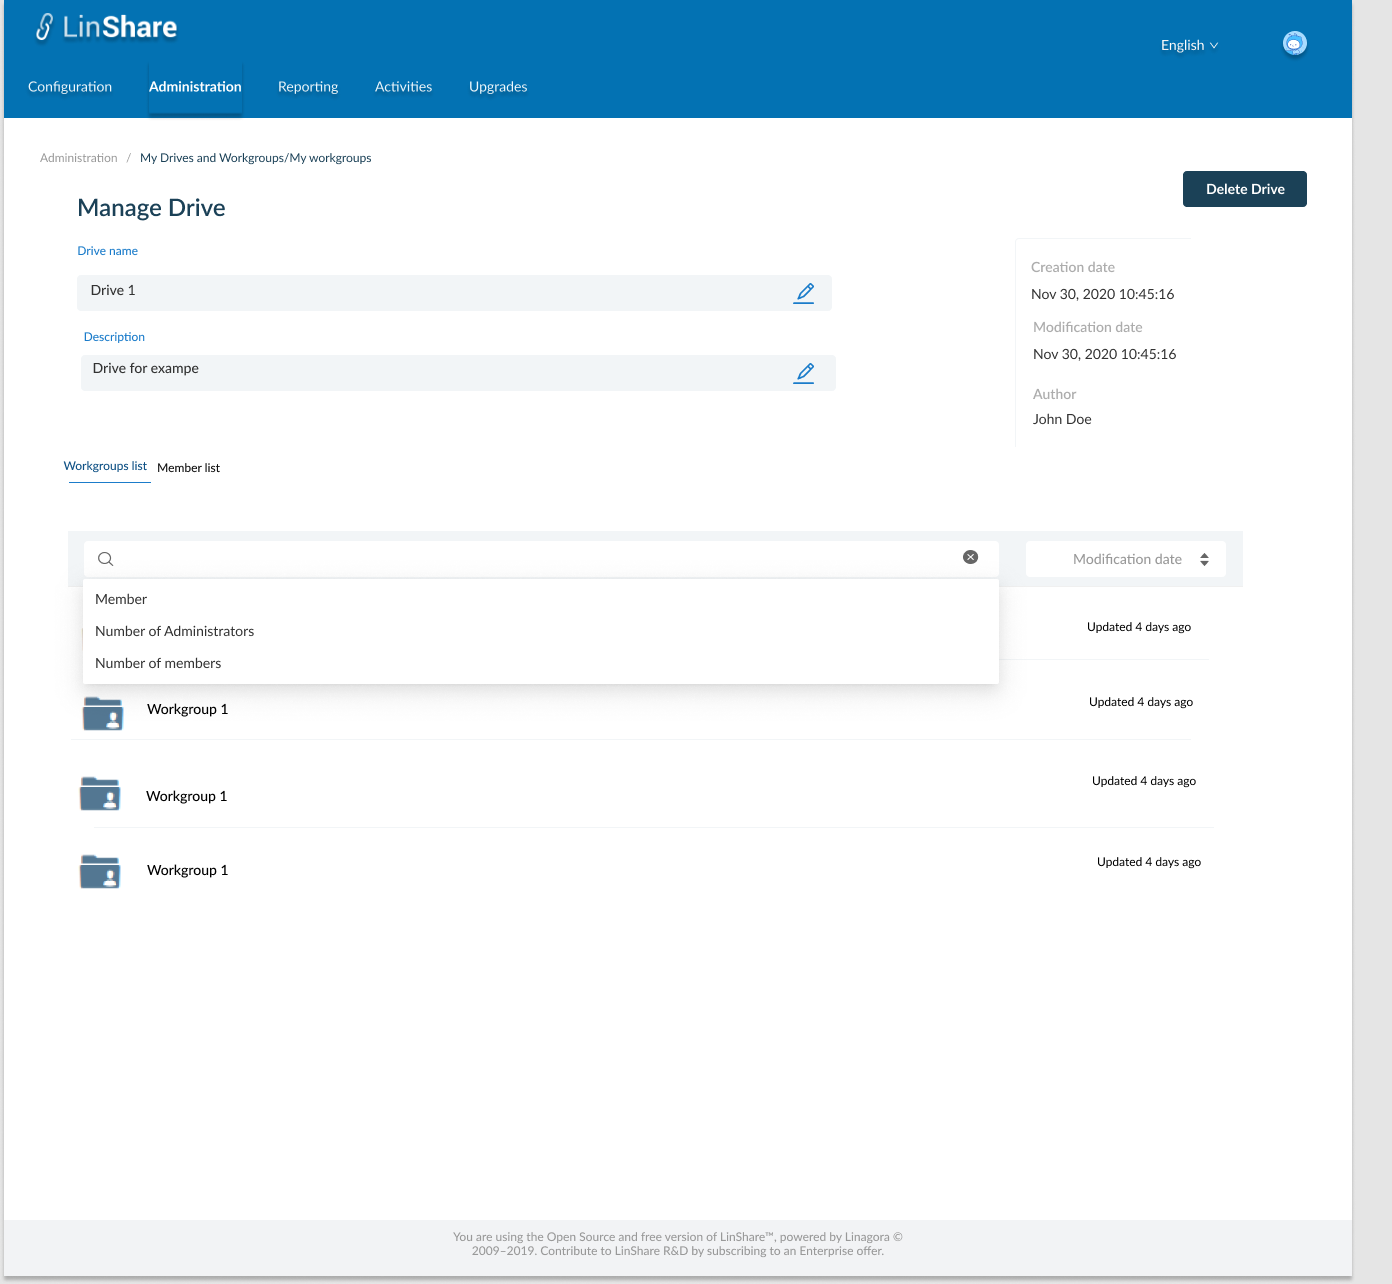 LinShare
English
Configuration
Administration
Reporting
Activities
Upgrades
Administration / My Drives and Workgroups/My workgroups
Delete Drive
Manage Drive
Drive name
Drive 1
Description
Drive for exampe
Creation date
Nov 30, 2020 10:45:16
Modification date
Nov 30, 2020 10:45:16
Author
John Doe
Workgroups list
Member list
Modification date
Member
Number of Administrators
Number of members
Updated 4 days ago
Workgroup 1
Updated 4 days ago
Workgroup 1
Updated 4 days ago
Workgroup 1
Updated 4 days ago
You are using the Open Source and free version of LinShare™, powered by Linagora ©
2009–2019. Contribute to LinShare R&D by subscribing to an Enterprise offer.